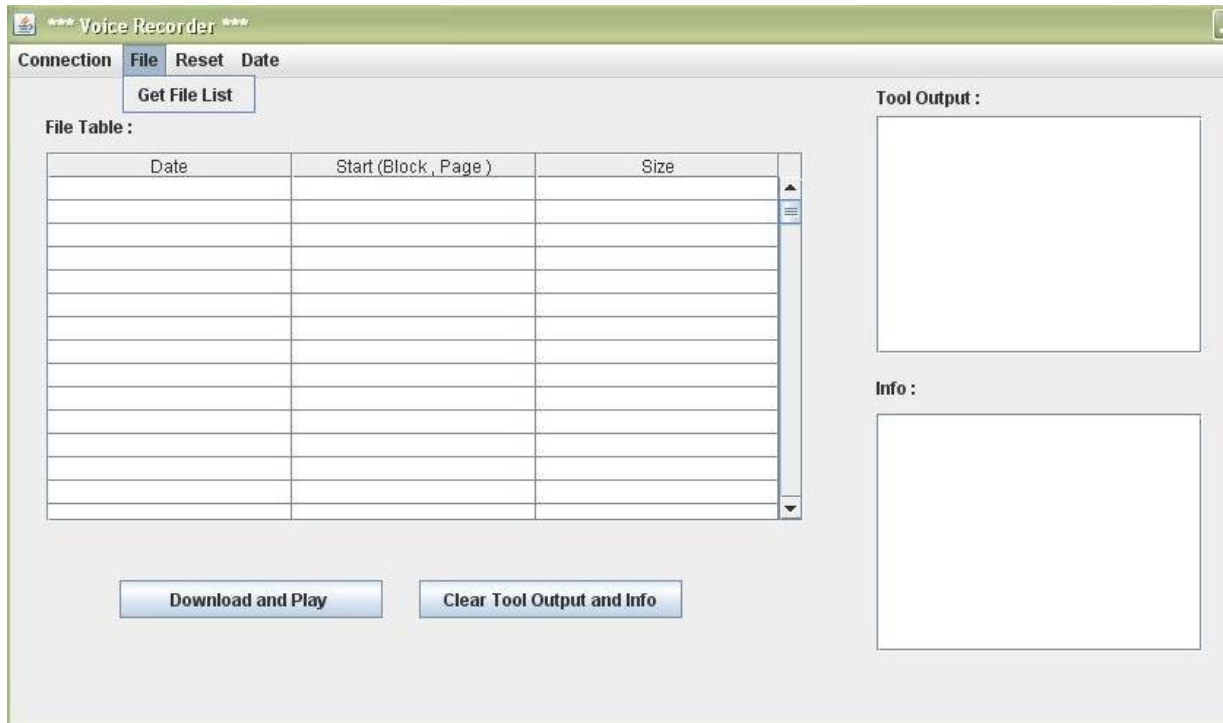 *** Voice Recorder ***
Connection File Reset Date
Get File List
File Table :
Date Start (Block , Page ) Size
Tool Output :
Info :
Download and Play Clear Tool Output and Info